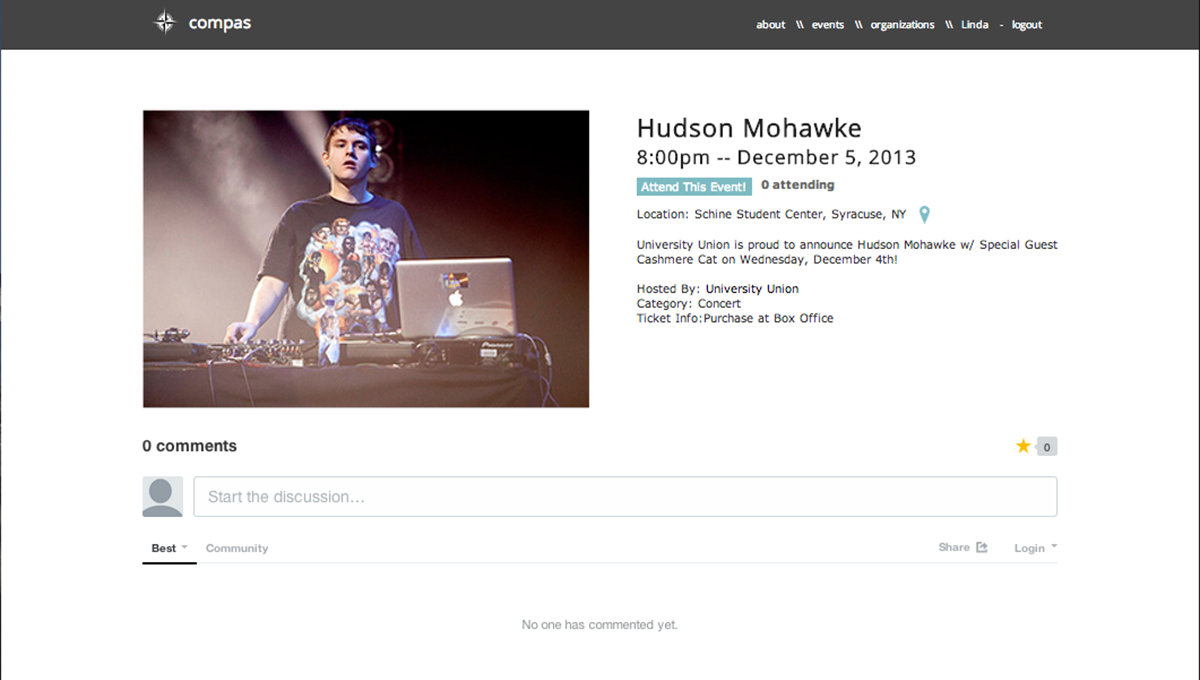 compas
about \\ events \\ organizations \\ Linda - logout
Hudson Mohawke
8:00pm -- December 5, 2013
Attend This Event! 0 attending
Location: Schine Student Center, Syracuse, NY
University Union is proud to announce Hudson Mohawke w/ Special Guest
Cashmere Cat on Wednesday, December 4th!
Hosted By: University Union
Category: Concert
Ticket Info:Purchase at Box Office
Pioneer
0 comments
0
Start the discussion...
Best Community
Share Login
No one has commented yet.